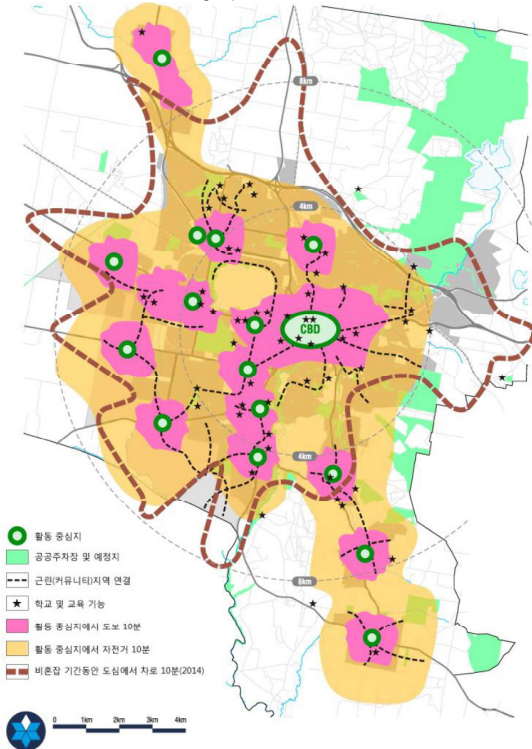 8km
4km
CBD
4km
8km
활동 중심지
공공주차장 및 예정지
근린(커뮤니티)지역 연결
학교 및 교육 기능
활동 중심지에서 도보 10분
활동 중심지에서 자전거 10분
비혼잡 기간동안 도심에서 차로 10분(2014)
0 1km 2km 3km 4km